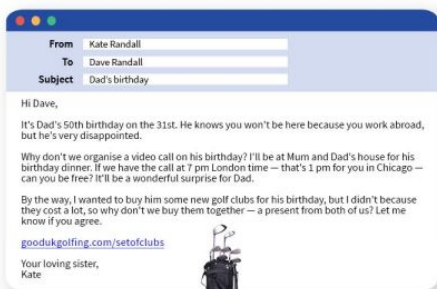 From Kate Randall
To Dave Randall
Subject Dad's birthday
Hi Dave,
It's Dad's 50th birthday on the 31st. He knows you won't be here because you work abroad,
but he's very disappointed.
Why don't we organise a video call on his birthday? I'll be at Mum and Dad's house for his
birthday dinner. If we have the call at 7 pm London time — that's 1 pm for you in Chicago —
can you be free? It'll be a wonderful surprise for Dad.
By the way, I wanted to buy him some new golf clubs for his birthday, but I didn't because
they cost a lot, so why don't we buy them together — a present from both of us? Let me
know if you agree.
goodukgolfing.com/setofclubs
Your loving sister,
Kate